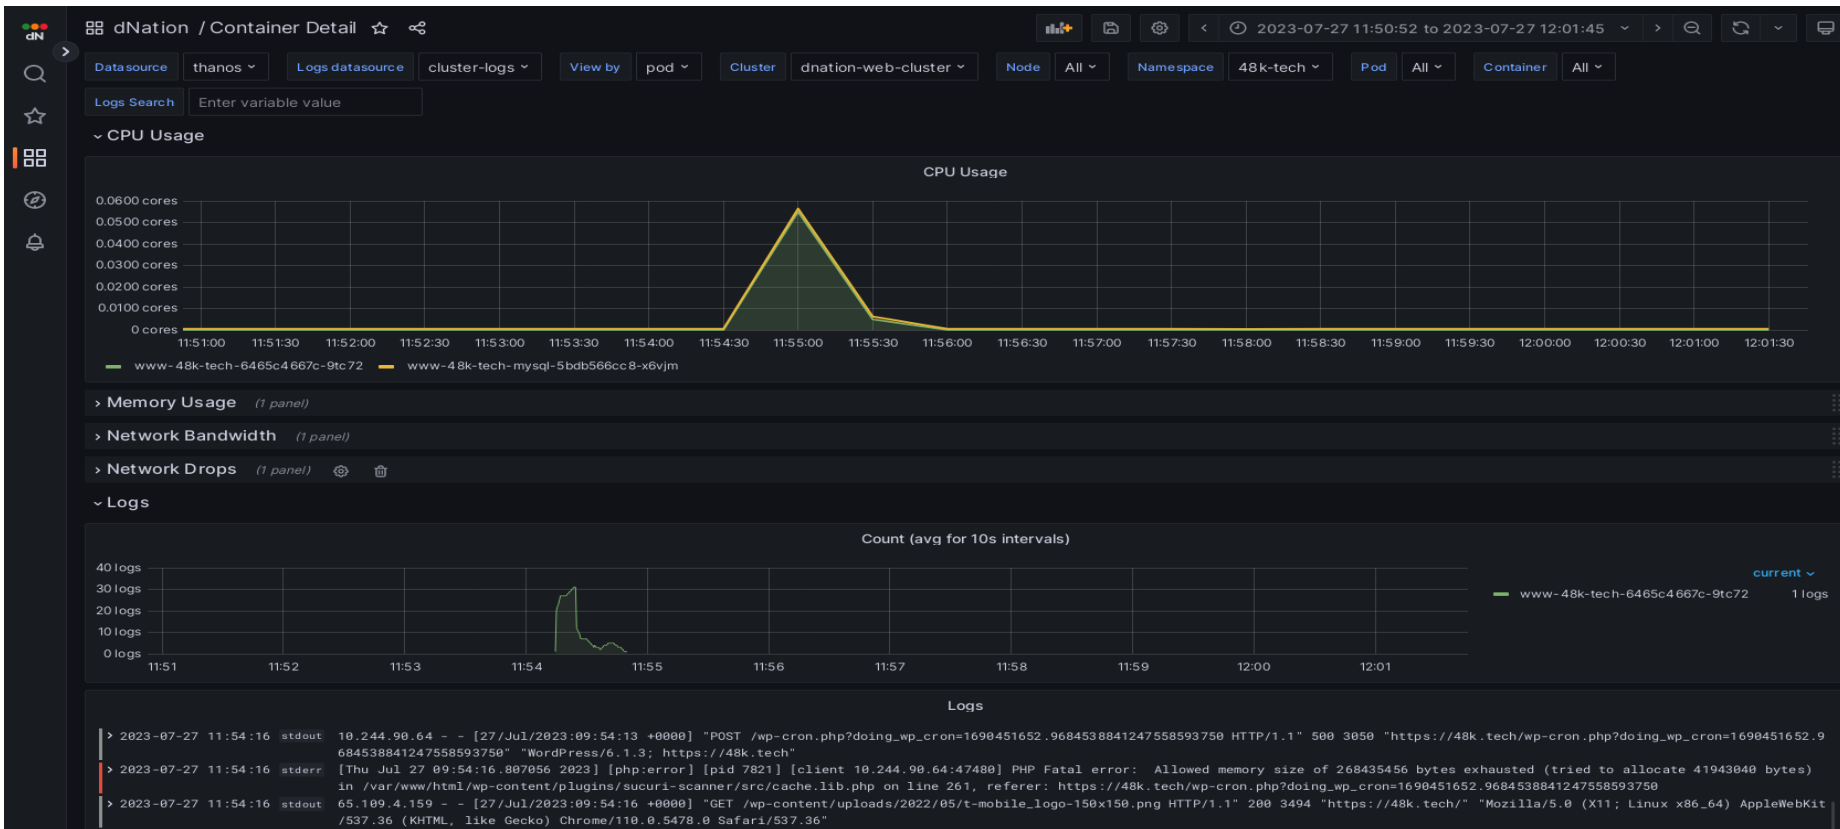 dN
dNation / Container Detail
2023-07-27 11:50:52 to 2023-07-27 12:01:45
Datasource thanos Logs datasource cluster-logs View by pod Cluster dnation-web-cluster Node All Namespace 48k-tech Pod All Container All
Logs Search Enter variable value
CPU Usage
CPU Usage
0.0600 cores
0.0500 cores
0.0400 cores
0.0300 cores
0.0200 cores
0.0100 cores
0 cores
11:51:00 11:51:30 11:52:00 11:52:30 11:53:00 11:53:30 11:54:00 11:54:30 11:55:00 11:55:30 11:56:00 11:56:30 11:57:00 11:57:30 11:58:00 11:58:30 11:59:00 11:59:30 12:00:00 12:00:30 12:01:00 12:01:30
www-48k-tech-6465c4667c-9tc72 www-48k-tech-mysql-5bdb566cc8-x6vjm
Memory Usage (1 panel)
Network Bandwidth (1 panel)
Network Drops (1 panel)
Logs
Count (avg for 10s intervals)
40 logs
30 logs
20 logs
10 logs
0 logs
11:51 11:52 11:53 11:54 11:55 11:56 11:57 11:58 11:59 12:00 12:01
current
www-48k-tech-6465c4667c-9tc72 1 logs
Logs
2023-07-27 11:54:16 stdout 10.244.90.64 - - [27/Jul/2023:09:54:13 +0000] "POST /wp-cron.php?doing_wp_cron=1690451652.9684538841247558593750 HTTP/1.1" 500 3050 "https://48k.tech/wp-cron.php?doing_wp_cron=1690451652.9
684538841247558593750" "WordPress/6.1.3; https://48k.tech"
2023-07-27 11:54:16 stderr [Thu Jul 27 09:54:16.807056 2023] [php:error] [pid 7821] [client 10.244.90.64:47480] PHP Fatal error:  Allowed memory size of 268435456 bytes exhausted (tried to allocate 41943040 bytes)
in /var/www/html/wp-content/plugins/sucuri-scanner/src/cache.lib.php on line 261, referer: https://48k.tech/wp-cron.php?doing_wp_cron=1690451652.9684538841247558593750
2023-07-27 11:54:16 stdout 65.109.4.159 - - [27/Jul/2023:09:54:16 +0000] "GET /wp-content/uploads/2022/05/t-mobile_logo-150x150.png HTTP/1.1" 200 3494 "https://48k.tech/" "Mozilla/5.0 (X11; Linux x86_64) AppleWebKit
/537.36 (KHTML, like Gecko) Chrome/110.0.5478.0 Safari/537.36"